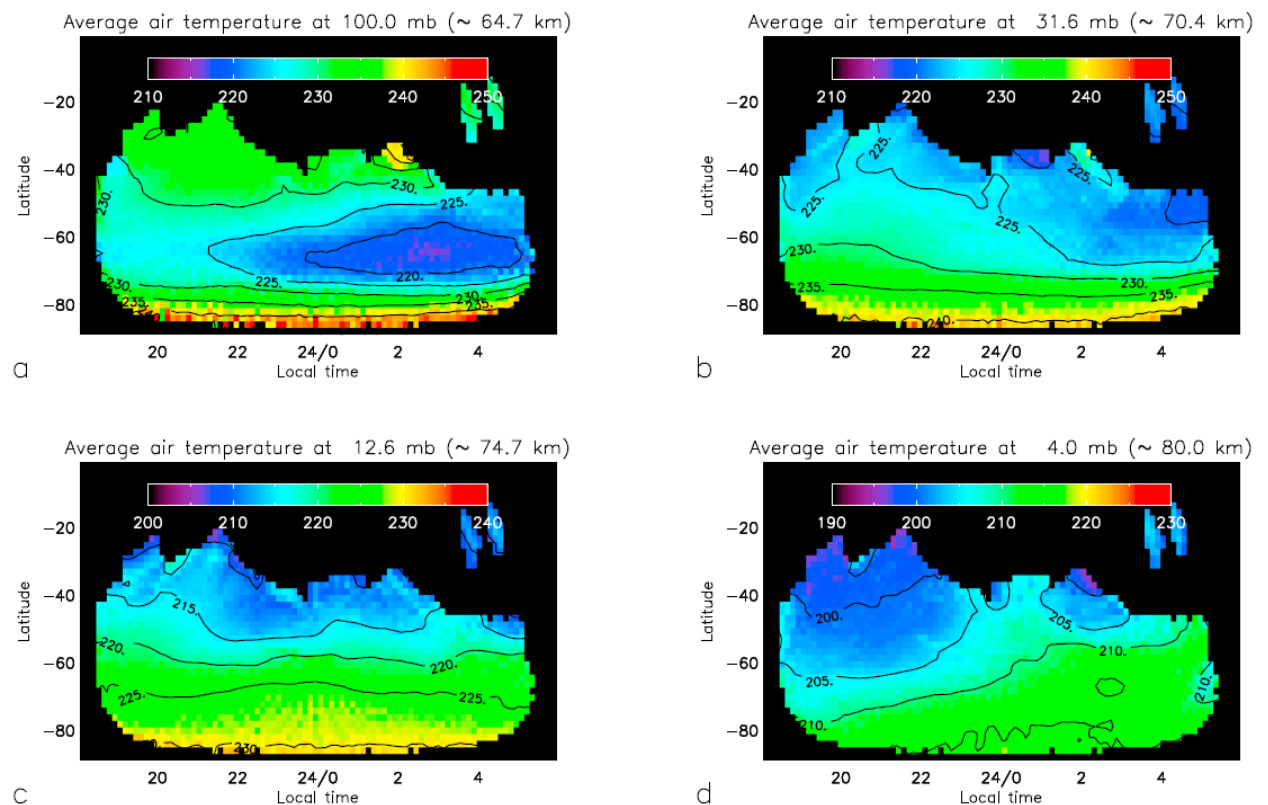 Average air temperature at 100.0 mb (~ 64.7 km)
210 220 230 240 250
-20
-40
-60
-80
Latitude
230.
230.
225.
225.
220.
230.
230.
235.
235.
240.
20 22 24/0 2 4
Local time
a
Average air temperature at 31.6 mb (~ 70.4 km)
210 220 230 240 250
-20
-40
-60
-80
Latitude
225.
225.
225.
225.
230.
230.
235.
235.
240.
20 22 24/0 2 4
Local time
b
Average air temperature at 12.6 mb (~ 74.7 km)
200 210 220 230 240
-20
-40
-60
-80
Latitude
215.
220.
220.
225.
225.
230.
20 22 24/0 2 4
Local time
c
Average air temperature at 4.0 mb (~ 80.0 km)
190 200 210 220 230
-20
-40
-60
-80
Latitude
200.
205.
205.
210.
210.
210.
20 22 24/0 2 4
Local time
d